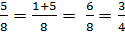 5/8 = (1+5)/8 = 6/8 = 3/4